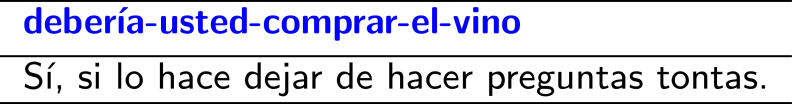 debería-usted-comprar-el-vino
Sí, si lo hace dejar de hacer preguntas tontas.